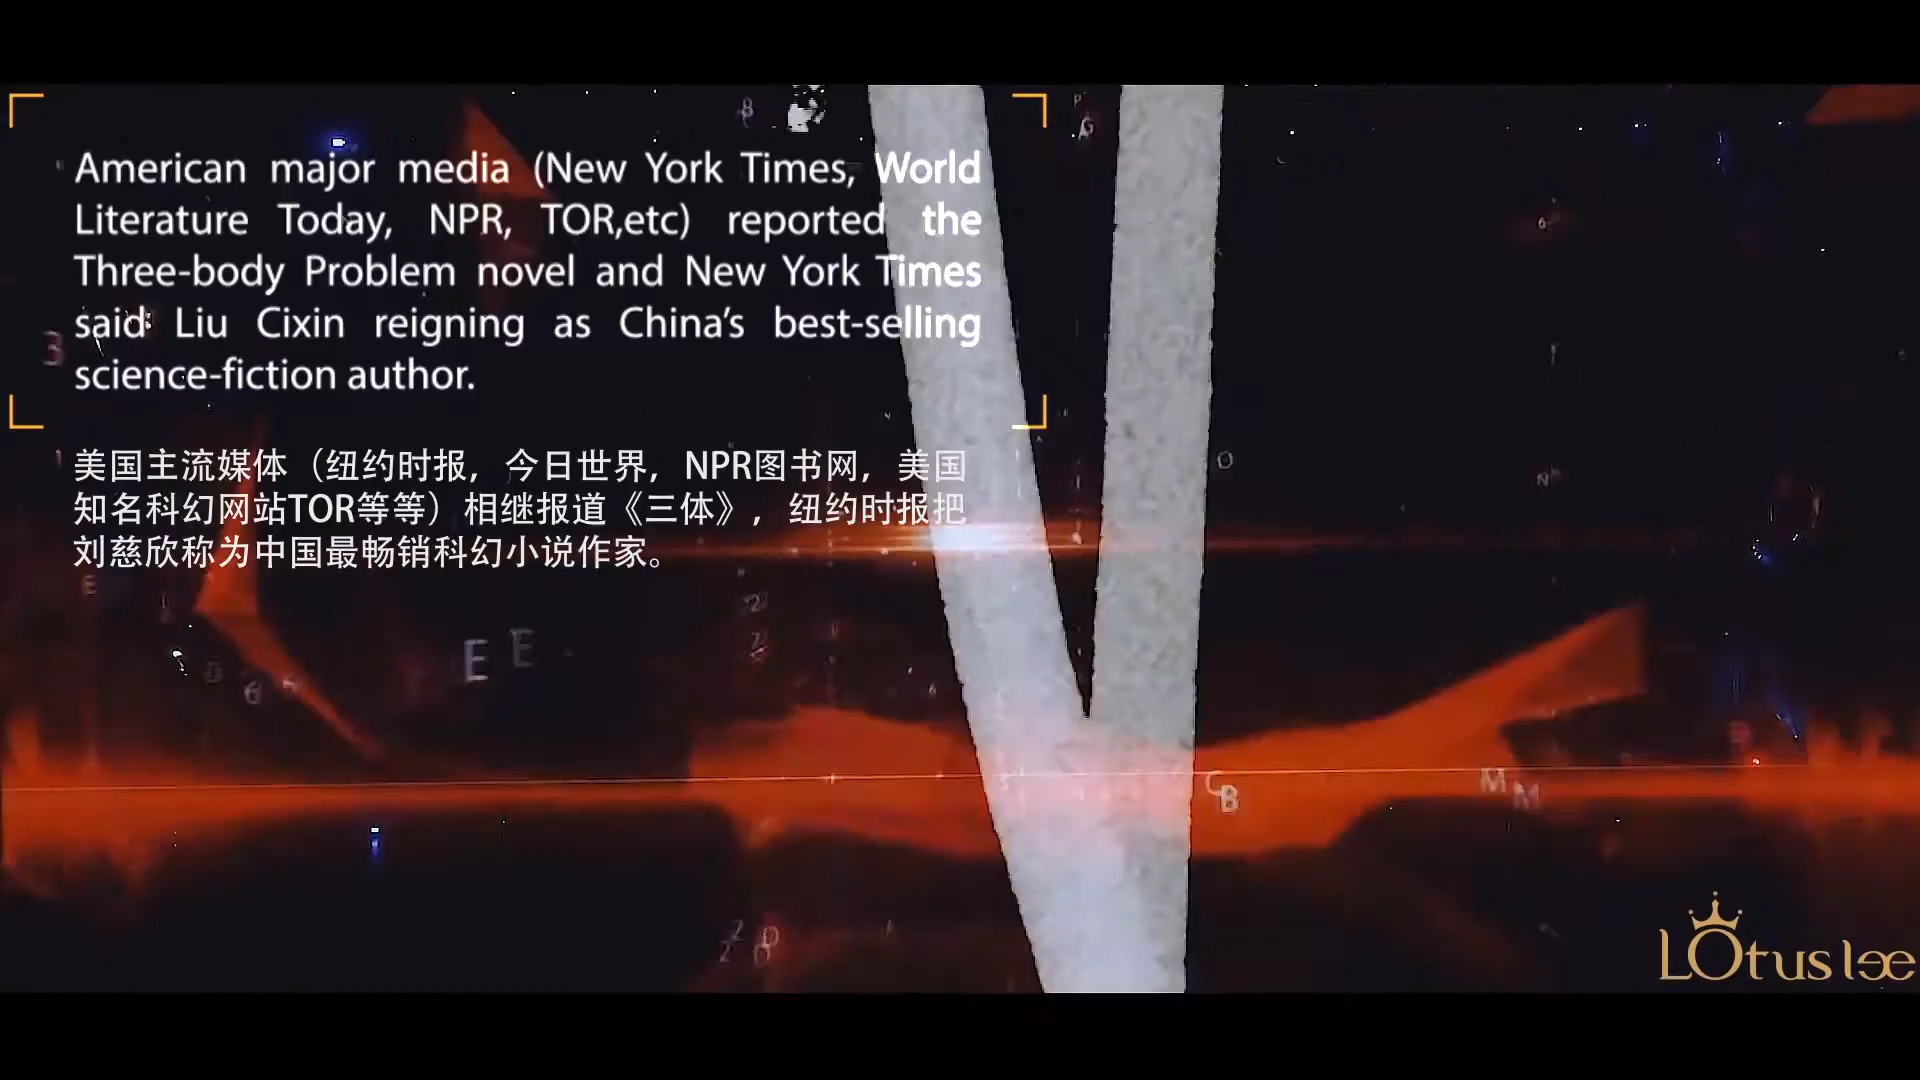 American major media (New York Times, World
Literature Today, NPR, TOR,etc) reported the
Three-body Problem novel and New York Times
said Liu Cixin reigning as China’s best-selling
science-fiction author.
美国主流媒体（纽约时报，今日世界，NPR图书网，美国
知名科幻网站TOR等等）相继报道《三体》，纽约时报把
刘慈欣称为中国最畅销科幻小说作家。
E E
C
B
M M
LOtus lee